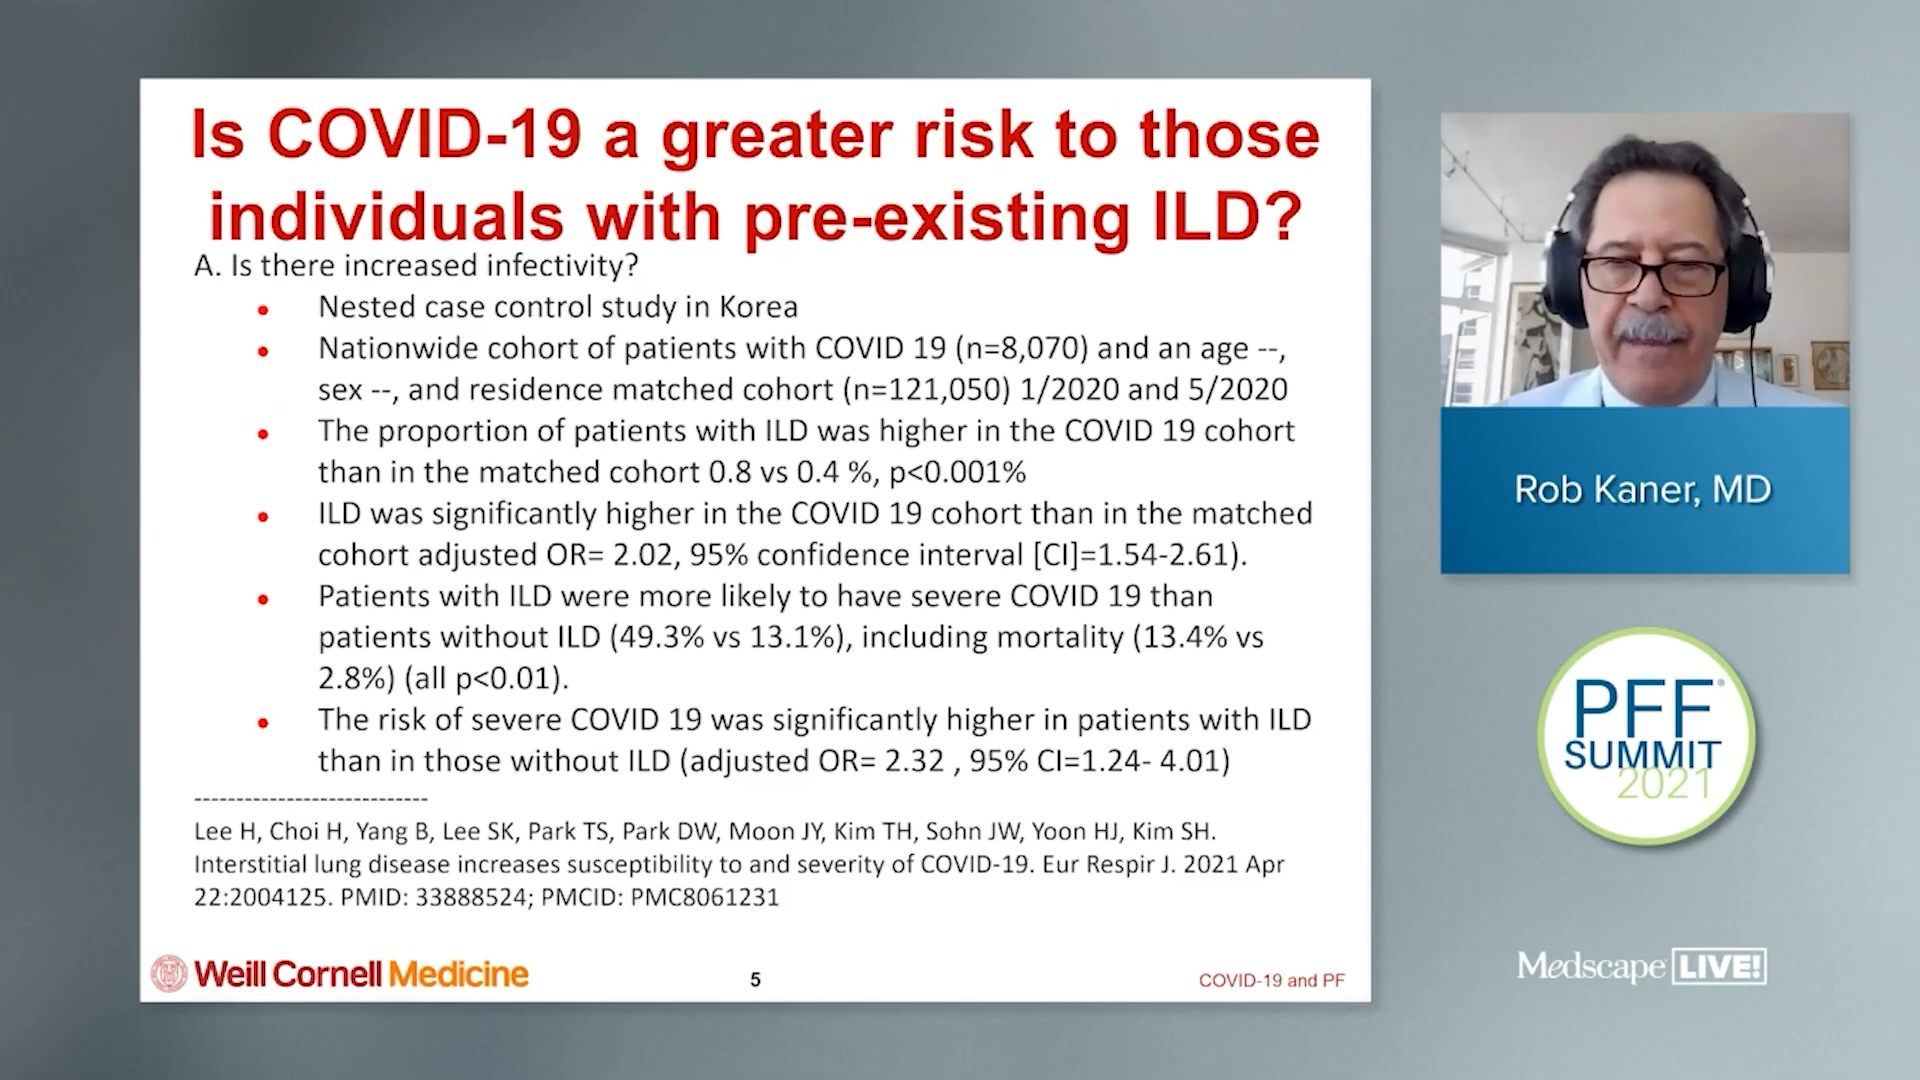 Is COVID-19 a greater risk to those
individuals with pre-existing ILD?
A. Is there increased infectivity?
• Nested case control study in Korea
• Nationwide cohort of patients with COVID 19 (n=8,070) and an age --,
sex --, and residence matched cohort (n=121,050) 1/2020 and 5/2020
• The proportion of patients with ILD was higher in the COVID 19 cohort
than in the matched cohort 0.8 vs 0.4 %, p<0.001%
• ILD was significantly higher in the COVID 19 cohort than in the matched
cohort adjusted OR= 2.02, 95% confidence interval [CI]=1.54-2.61).
• Patients with ILD were more likely to have severe COVID 19 than
patients without ILD (49.3% vs 13.1%), including mortality (13.4% vs
2.8%) (all p<0.01).
• The risk of severe COVID 19 was significantly higher in patients with ILD
than in those without ILD (adjusted OR= 2.32 , 95% CI=1.24- 4.01)
----------------------------
Lee H, Choi H, Yang B, Lee SK, Park TS, Park DW, Moon JY, Kim TH, Sohn JW, Yoon HJ, Kim SH.
Interstitial lung disease increases susceptibility to and severity of COVID-19. Eur Respir J. 2021 Apr
22:2004125. PMID: 33888524; PMCID: PMC8061231
Weill Cornell Medicine
5
COVID-19 and PF
Rob Kaner, MD
PFF®
SUMMIT
2021
Medscape LIVE!